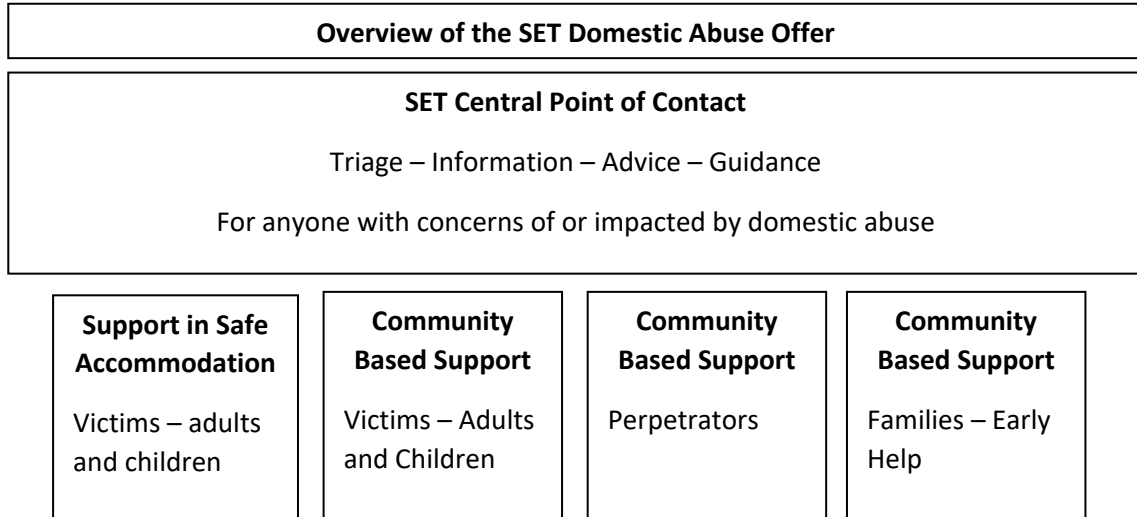 Overview of the SET Domestic Abuse Offer
SET Central Point of Contact
Triage – Information – Advice – Guidance
For anyone with concerns of or impacted by domestic abuse
Support in Safe
Accommodation
Victims – adults
and children
Community
Based Support
Victims – Adults
and Children
Community
Based Support
Perpetrators
Community
Based Support
Families – Early
Help